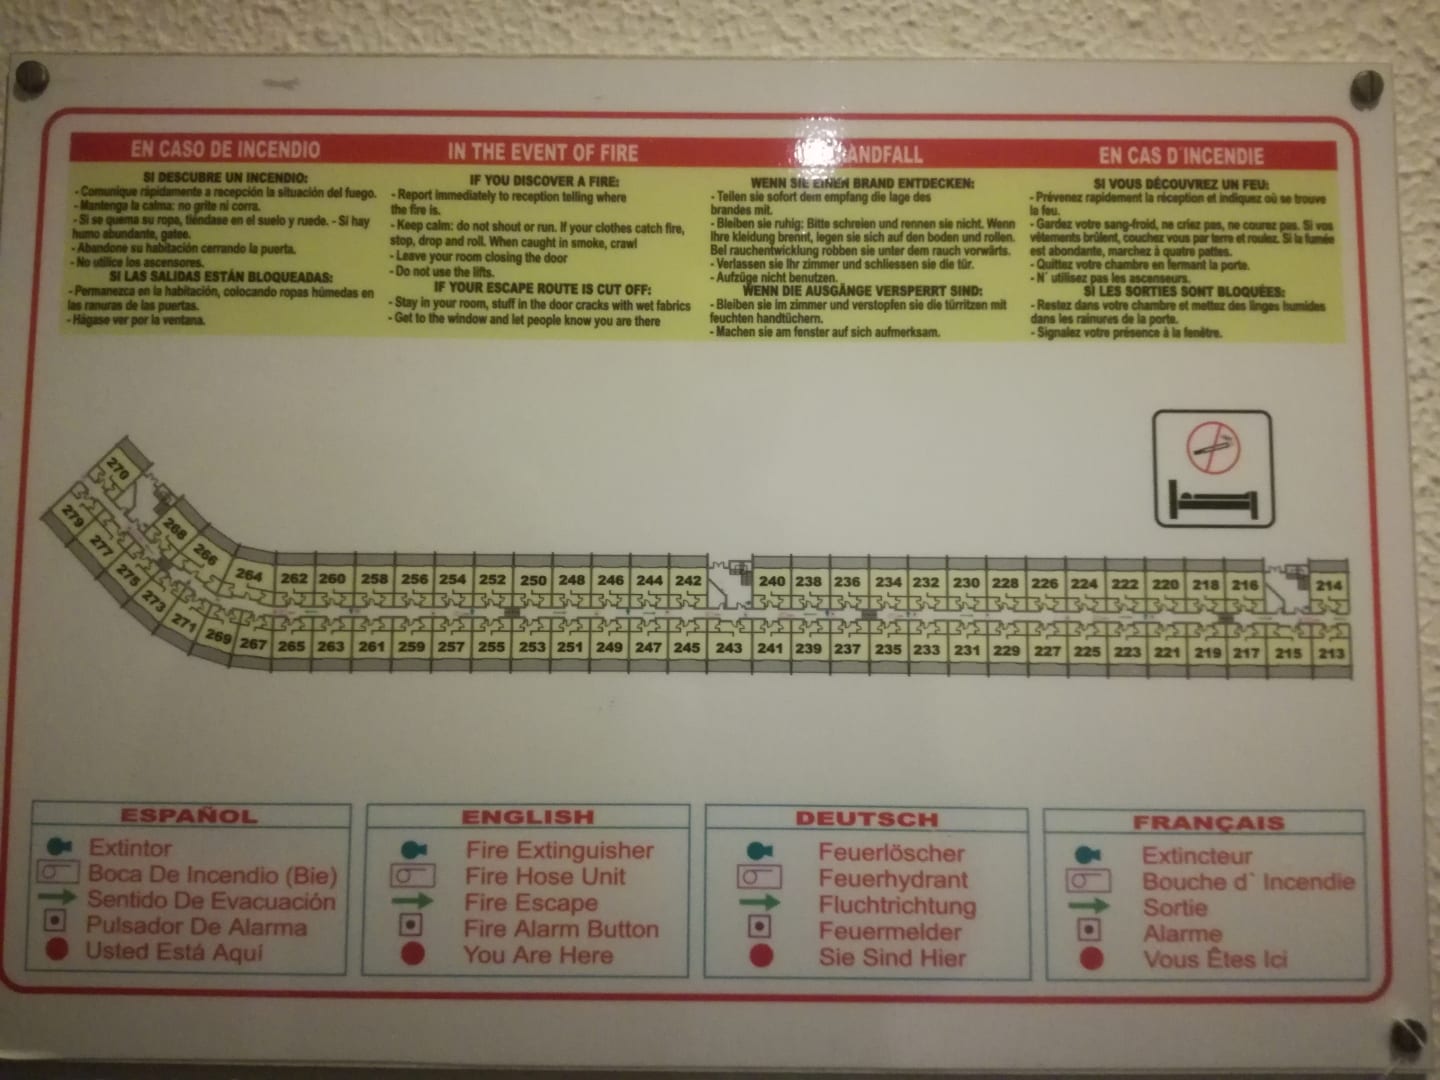 EN CASO DE INCENDIO
SI DESCUBRE UN INCENDIO:
- Comunique rápidamente a recepción la situación del fuego.
- Mantenga la calma: no grite ni corra.
- Si se quema su ropa, tiéndase en el suelo y ruede. - Si hay
humo abundante, gatee.
- Abandone su habitación cerrando la puerta.
- No utilice los ascensores.
SI LAS SALIDAS ESTÁN BLOQUEADAS:
- Permanezca en la habitación, colocando ropas húmedas en
las ranuras de las puertas.
- Hágase ver por la ventana.
IN THE EVENT OF FIRE
IF YOU DISCOVER A FIRE:
- Report immediately to reception telling where
the fire is.
- Keep calm: do not shout or run. If your clothes catch fire,
stop, drop and roll. When caught in smoke, crawl
- Leave your room closing the door
- Do not use the lifts.
IF YOUR ESCAPE ROUTE IS CUT OFF:
- Stay in your room, stuff in the door cracks with wet fabrics
- Get to the window and let people know you are there
ANDFALL
WENN SIE EINEN BRAND ENTDECKEN:
- Teilen sie sofort dem empfang die lage des
brandes mit.
- Bleiben sie ruhig: Bitte schreien und rennen sie nicht. Wenn
Ihre kleidung brennt, legen sie sich auf den boden und rollen.
Bei rauchentwicklung robben sie unter dem rauch vorwärts.
- Verlassen sie Ihr zimmer und schliessen sie die tür.
- Aufzüge nicht benutzen.
WENN DIE AUSGÄNGE VERSPERRT SIND:
- Bleiben sie im zimmer und verstopfen sie die türritzen mit
feuchten handtüchern.
- Machen sie am fenster auf sich aufmerksam.
EN CAS D´INCENDIE
SI VOUS DÉCOUVREZ UN FEU:
- Prévenez rapidement la réception et indiquez où se trouve
le feu.
- Gardez votre sang-froid, ne criez pas, ne courez pas. Si vos
vêtements brûlent, couchez vous par terre et roulez. Si la fumée
est abondante, marchez à quatre pattes.
- Quittez votre chambre en fermant la porte.
- N´ utilisez pas les ascenseurs.
SI LES SORTIES SONT BLOQUÉES:
- Restez dans votre chambre et mettez des linges humides
dans les rainures de la porte.
- Signalez votre présence à la fenêtre.
270 268 266 264 262 260 258 256 254 252 250 248 246 244 242 240 238 236 234 232 230 228 226 224 222 220 218 216 214
279 277 275 273 271 269 267 265 263 261 259 257 255 253 251 249 247 245 243 241 239 237 235 233 231 229 227 225 223 221 219 217 215 213
ESPAÑOL
Extintor
Boca De Incendio (Bie)
Sentido De Evacuación
Pulsador De Alarma
Usted Está Aquí
ENGLISH
Fire Extinguisher
Fire Hose Unit
Fire Escape
Fire Alarm Button
You Are Here
DEUTSCH
Feuerlöscher
Feuerhydrant
Fluchtrichtung
Feuermelder
Sie Sind Hier
FRANÇAIS
Extincteur
Bouche d` Incendie
Sortie
Alarme
Vous Êtes Ici